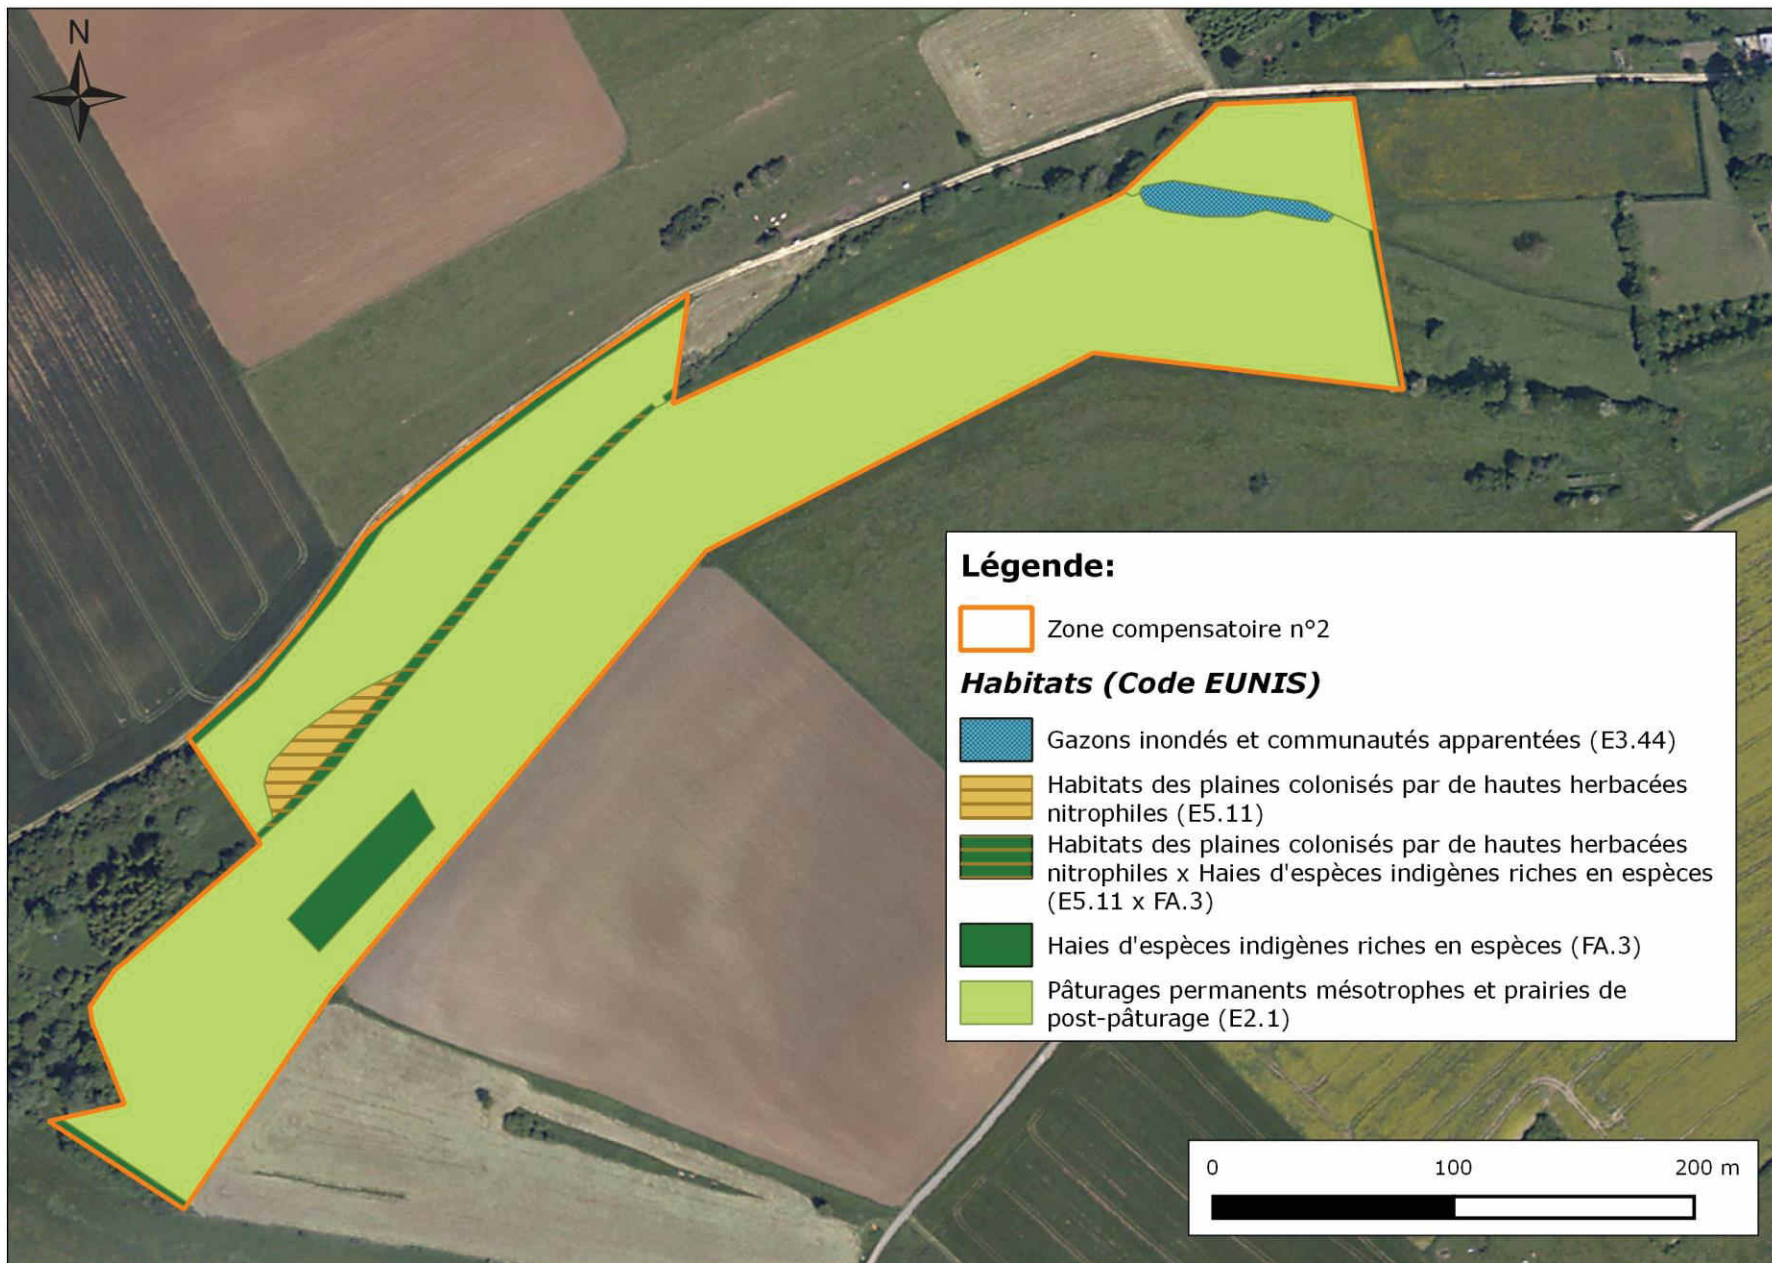 N
Légende:
Zone compensatoire n°2
Habitats (Code EUNIS)
Gazons inondés et communautés apparentées (E3.44)
Habitats des plaines colonisés par de hautes herbacées
nitrophiles (E5.11)
Habitats des plaines colonisés par de hautes herbacées
nitrophiles x Haies d'espèces indigènes riches en espèces
(E5.11 x FA.3)
Haies d'espèces indigènes riches en espèces (FA.3)
Pâturages permanents mésotrophes et prairies de
post-pâturage (E2.1)
0 100 200 m